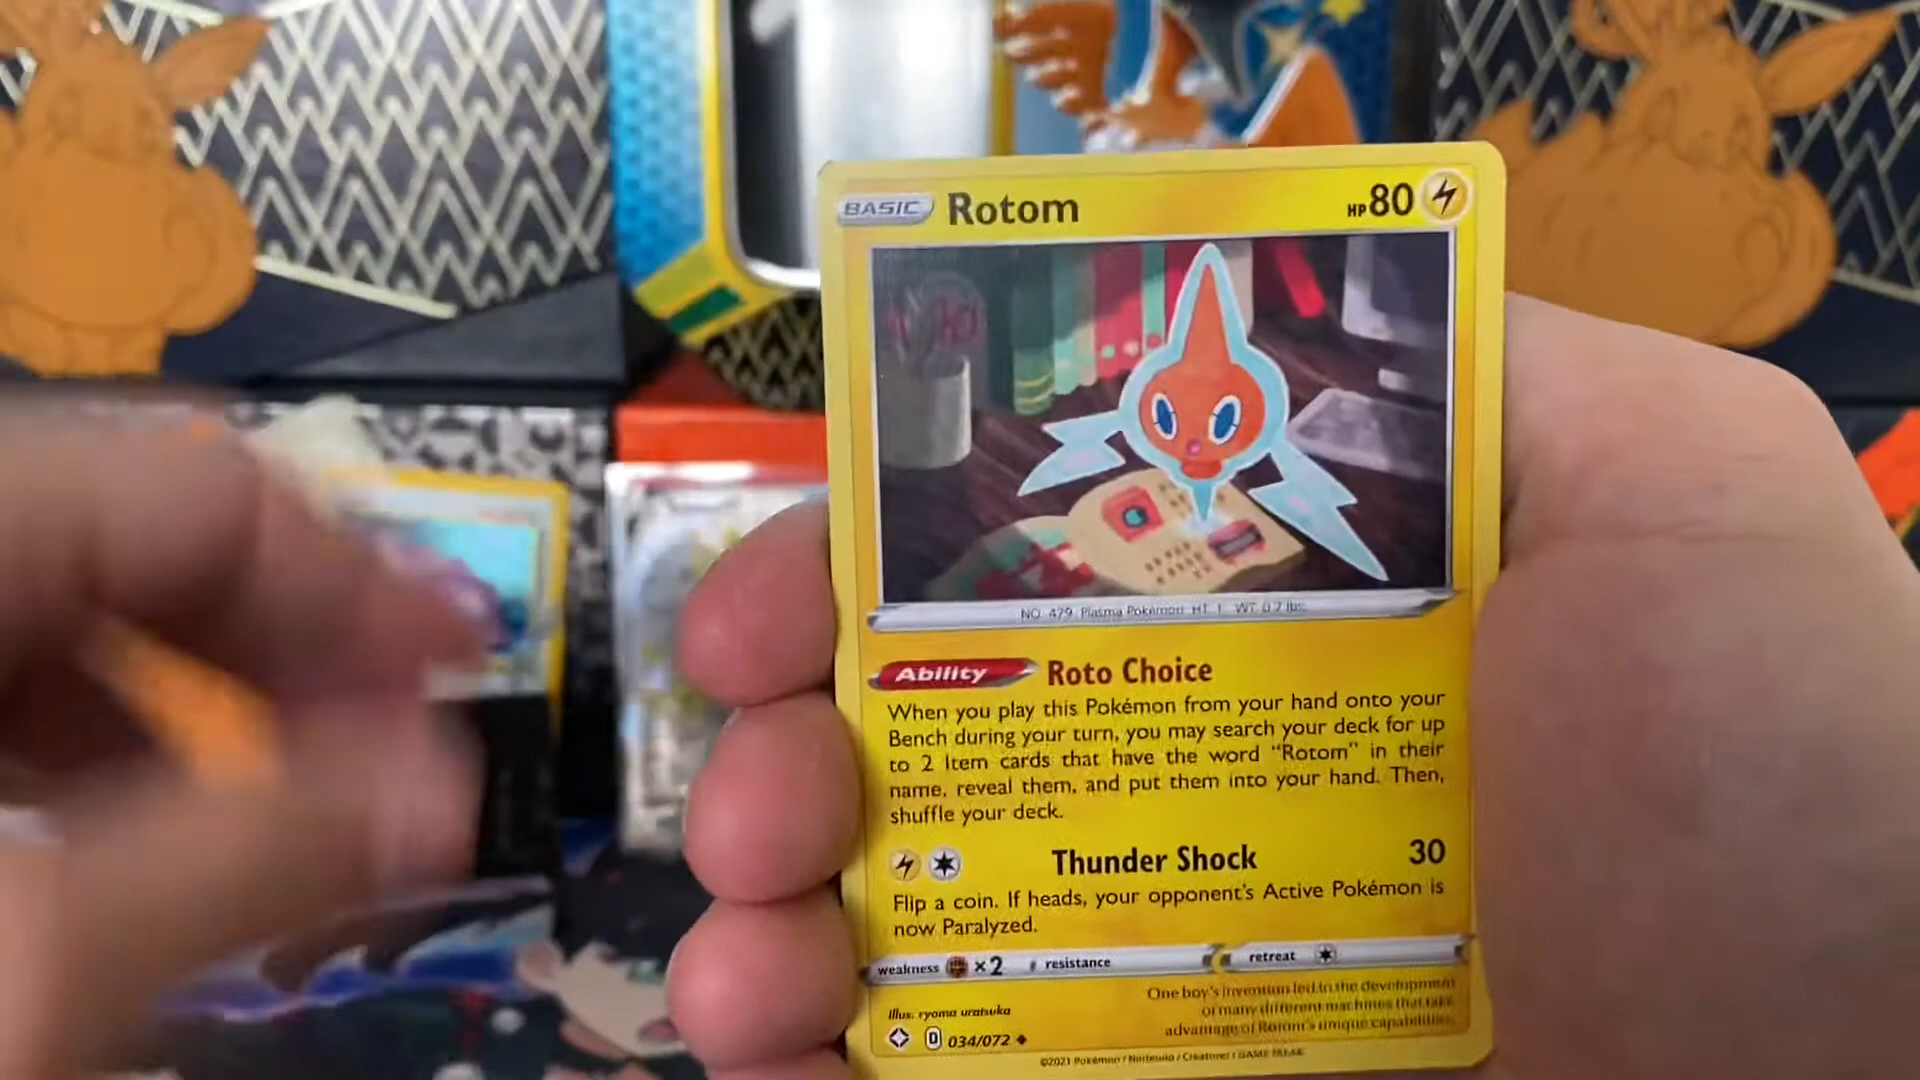 BASIC Rotom HP80
NO. 479 Plasma Pokémon HT: 1' WT: 0.7 lbs.
Ability Roto Choice
When you play this Pokémon from your hand onto your
Bench during your turn, you may search your deck for up
to 2 Item cards that have the word “Rotom” in their
name, reveal them, and put them into your hand. Then,
shuffle your deck.
Thunder Shock 30
Flip a coin. If heads, your opponent's Active Pokémon is
now Paralyzed.
weakness ×2 resistance retreat
Illus. ryoma uratsuka
One boy's invention led to the development
of many different machines that take
advantage of Rotom's unique capabilities.
D 034/072
©2021 Pokémon / Nintendo / Creatures / GAME FREAK